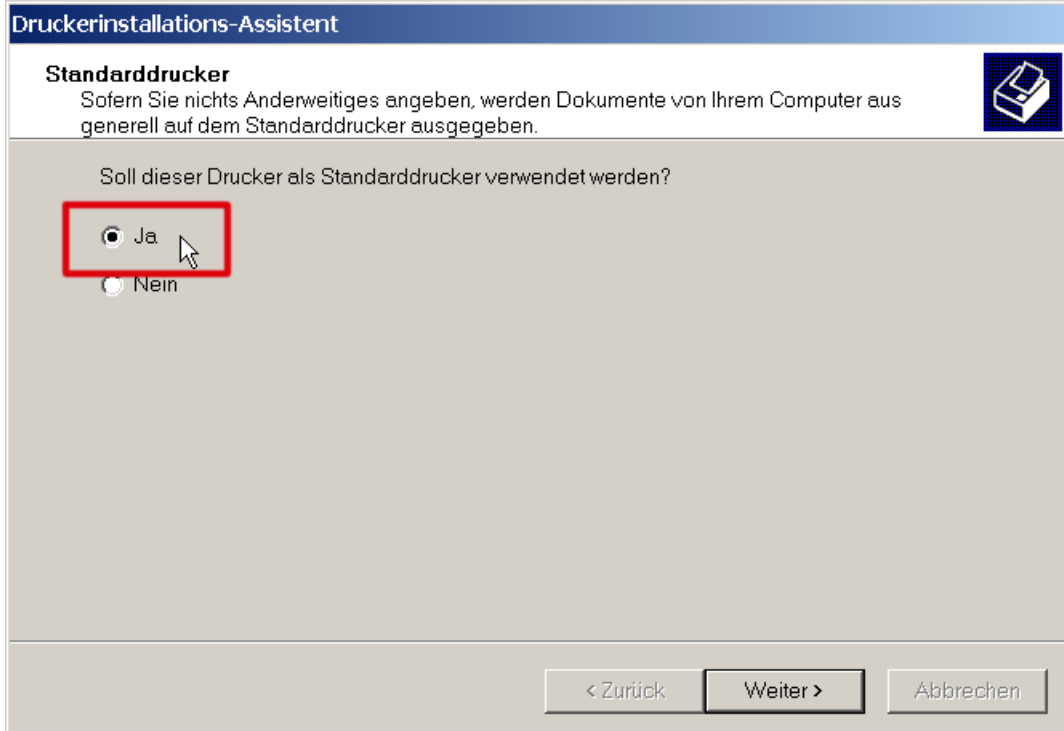 Druckerinstallations-Assistent
Standarddrucker
Sofern Sie nichts Anderweitiges angeben, werden Dokumente von Ihrem Computer aus
generell auf dem Standarddrucker ausgegeben.
Soll dieser Drucker als Standarddrucker verwendet werden?
Ja
Nein
< Zurück Weiter > Abbrechen